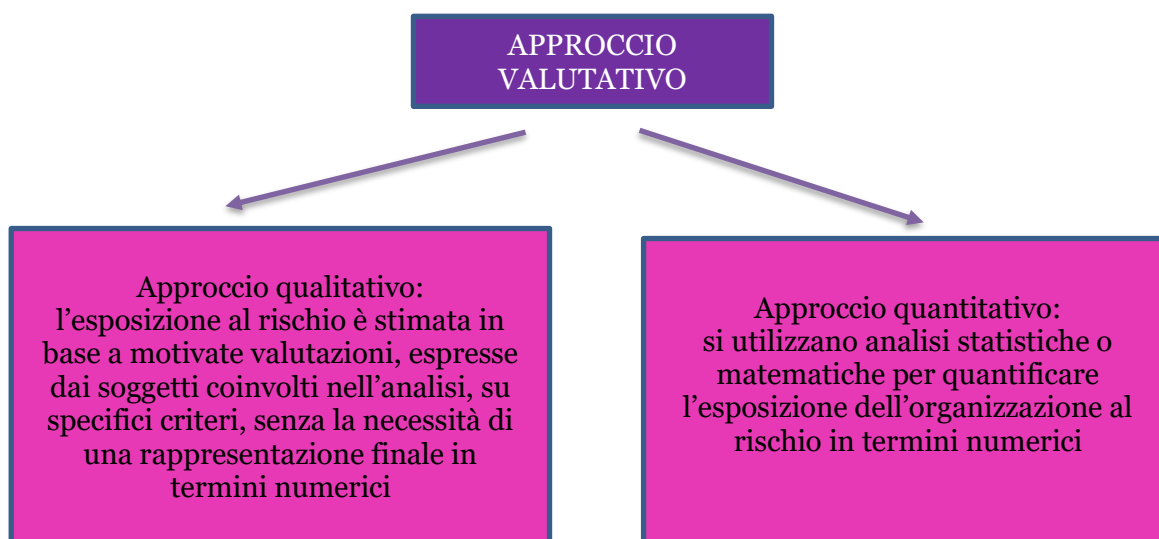 APPROCCIO
VALUTATIVO
Approccio qualitativo:
l’esposizione al rischio è stimata in
base a motivate valutazioni, espresse
dai soggetti coinvolti nell’analisi, su
specifici criteri, senza la necessità di
una rappresentazione finale in
termini numerici
Approccio quantitativo:
si utilizzano analisi statistiche o
matematiche per quantificare
l’esposizione dell’organizzazione al
rischio in termini numerici